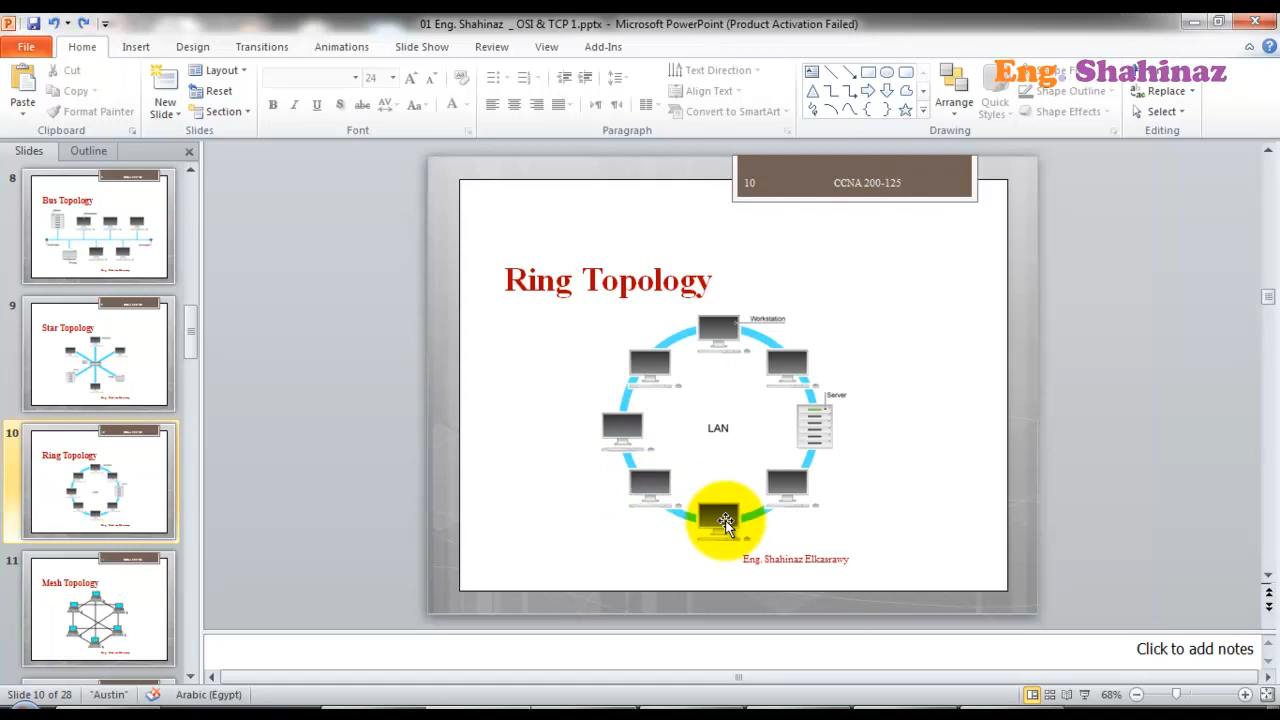 01 Eng. Shahinaz _ OSI & TCP 1.pptx - Microsoft PowerPoint (Product Activation Failed)
File Home Insert Design Transitions Animations Slide Show Review View Add-Ins
Eng. Shahinaz
Paste
Cut
Copy
Format Painter
Clipboard
New
Slide
Layout
Reset
Section
Slides
24
Font
Text Direction
Align Text
Convert to SmartArt
Paragraph
Arrange
Quick
Styles
Shape Outline
Shape Effects
Drawing
Replace
Select
Editing
Slides Outline
8
Bus Topology
9
Star Topology
10
Ring Topology
11
Mesh Topology
10 CCNA 200-125
Ring Topology
Workstation
Server
LAN
Eng. Shahinaz Elkasrawy
Click to add notes
Slide 10 of 28 "Austin" Arabic (Egypt) 68%